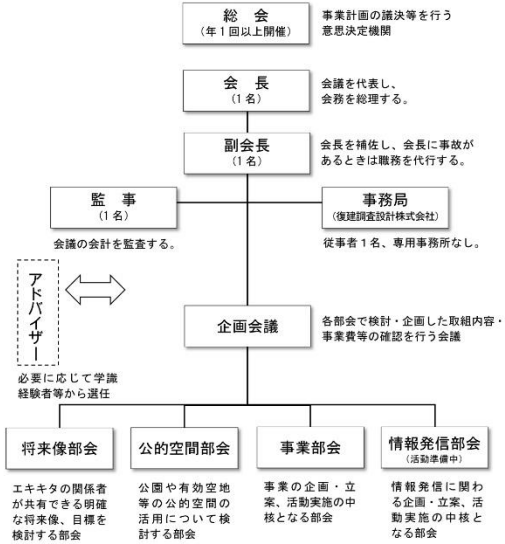 総　会
（年１回以上開催）
事業計画の議決等を行う
意思決定機関
会　長
（１名）
会議を代表し、
会務を総理する。
副会長
（１名）
会長を補佐し、会長に事故が
あるときは職務を代行する。
監　事
（１名）
会議の会計を監査する。
事務局
（復建調査設計株式会社）
従事者１名、専用事務所なし。
アドバイザー
必要に応じて学識
経験者等から選任
企画会議
各部会で検討・企画した取組内容・
事業費等の確認を行う会議
将来像部会
エキキタの関係者
が共有できる明確
な将来像、目標を
検討する部会
公的空間部会
公園や有効空地
等の公的空間の
活用について検
討する部会
事業部会
事業の企画・立
案、活動実施の中
核となる部会
情報発信部会
（活動準備中）
情報発信に関わ
る企画・立案、活
動実施の中核と
なる部会